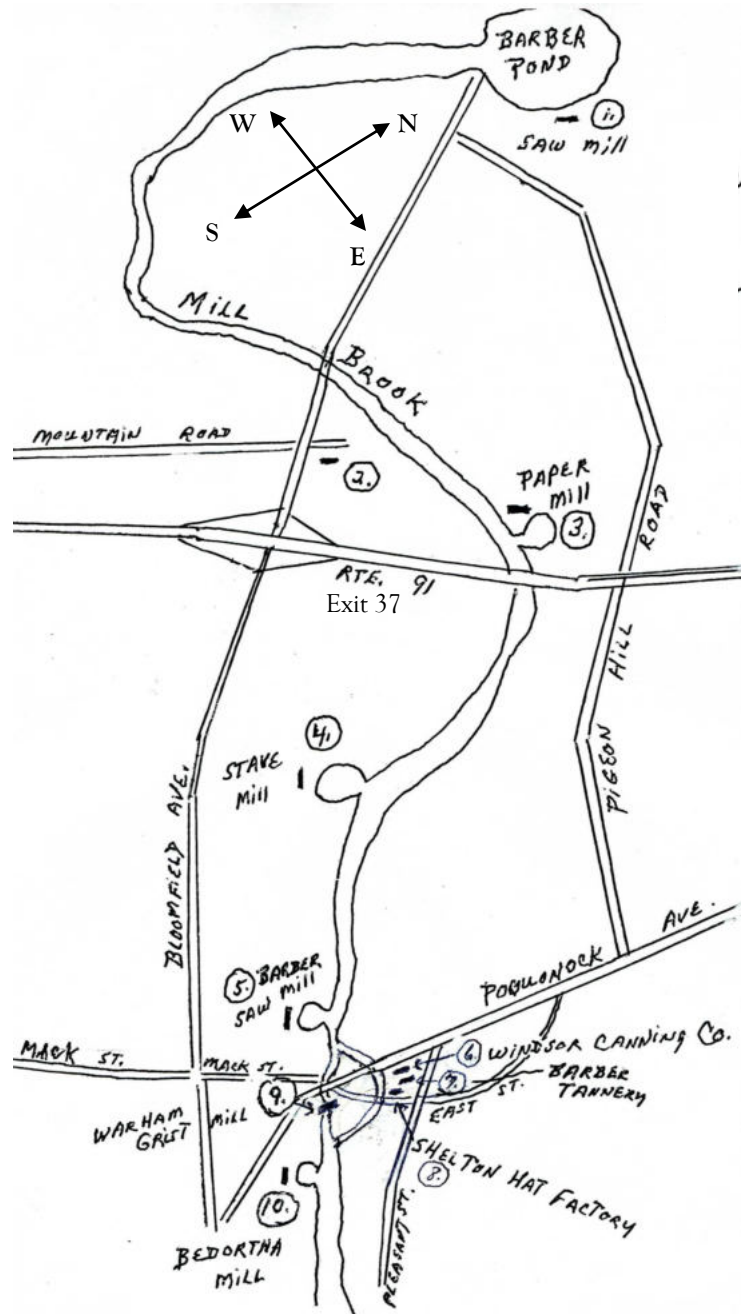 BARBER
POND
1.
SAW mill
W
N
S
E
MILL
BROOK
MOUNTAIN ROAD
2.
PAPER
mill
3.
RTE. 91
Exit 37
PIGEON HILL ROAD
4.
STAVE
mill
BLOOMFIELD AVE.
POQUONOCK AVE.
5. BARBER
SAW mill
MACK ST.
MACK ST.
6. WINDSOR CANNING CO.
7. BARBER
TANNERY
EAST ST.
9.
WARHAM
GRIST MILL
SHELTON HAT FACTORY
8.
PLEASANT ST.
10.
BEDORTHA
MILL